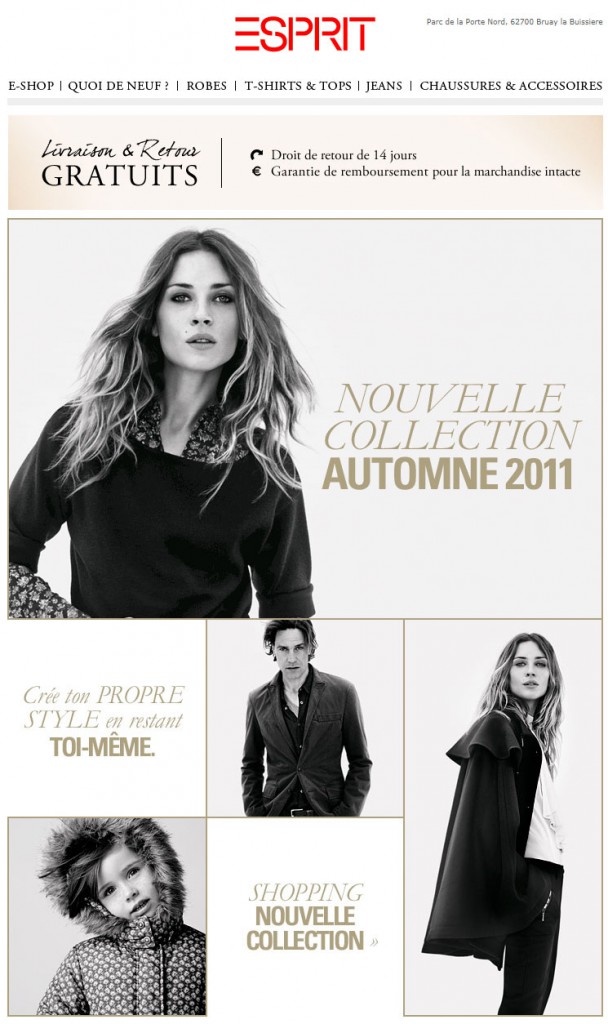 ESPRIT
Parc de la Porte Nord, 62700 Bruay la Buissiere
E-SHOP | QUOI DE NEUF ? | ROBES | T-SHIRTS & TOPS | JEANS | CHAUSSURES & ACCESSOIRES
Livraison & Retour
GRATUITS
Droit de retour de 14 jours
€ Garantie de remboursement pour la marchandise intacte
NOUVELLE
COLLECTION
AUTOMNE 2011
Crée ton PROPRE
STYLE en restant
TOI-MÊME.
SHOPPING
NOUVELLE
COLLECTION »